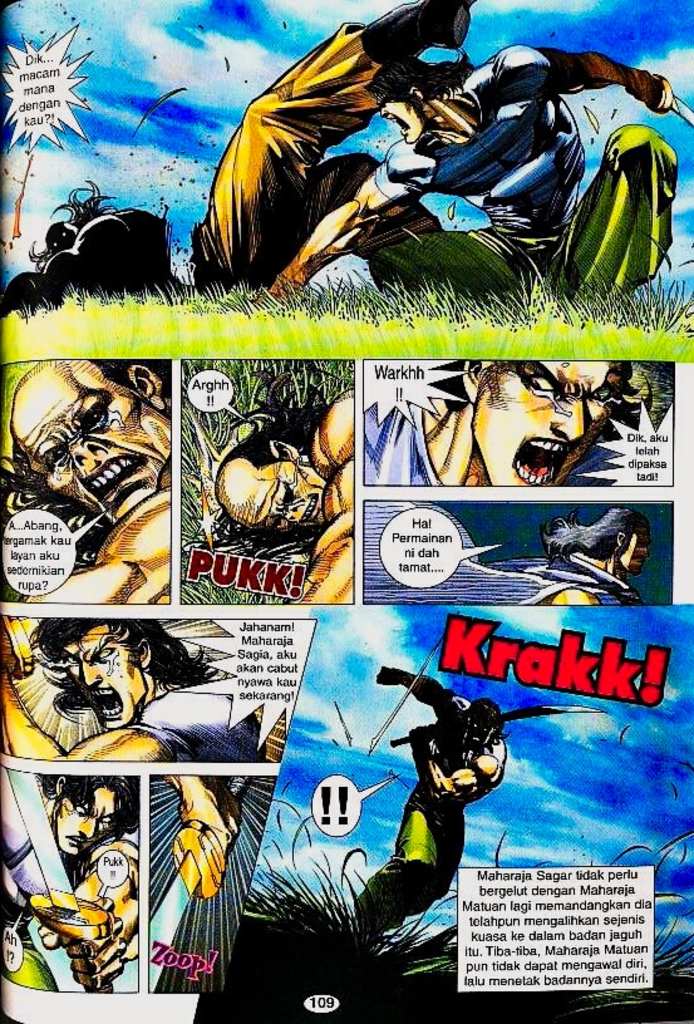 Dik...
macam
mana
dengan
kau?!
A...Abang,
tergamak kau
layan aku
sedernikian
rupa?
Arghh
!!
PUKK!
Warkhh
!!
Dik, aku
telah
dipaksa
tadi!
Ha!
Permainan
ni dah
tamat....
Jahanam!
Maharaja
Sagia, aku
akan cabut
nyawa kau
sekarang!
Krakk!
!!
Pukk
!!
Ah
!?
Zoop!
Maharaja Sagar tidak perlu
bergelut dengan Maharaja
Matuan lagi memandangkan dia
telahpun mengalihkan sejenis
kuasa ke dalam badan jaguh
itu. Tiba-tiba, Maharaja Matuan
pun tidak dapat mengawal diri,
lalu menetak badannya sendiri.
109